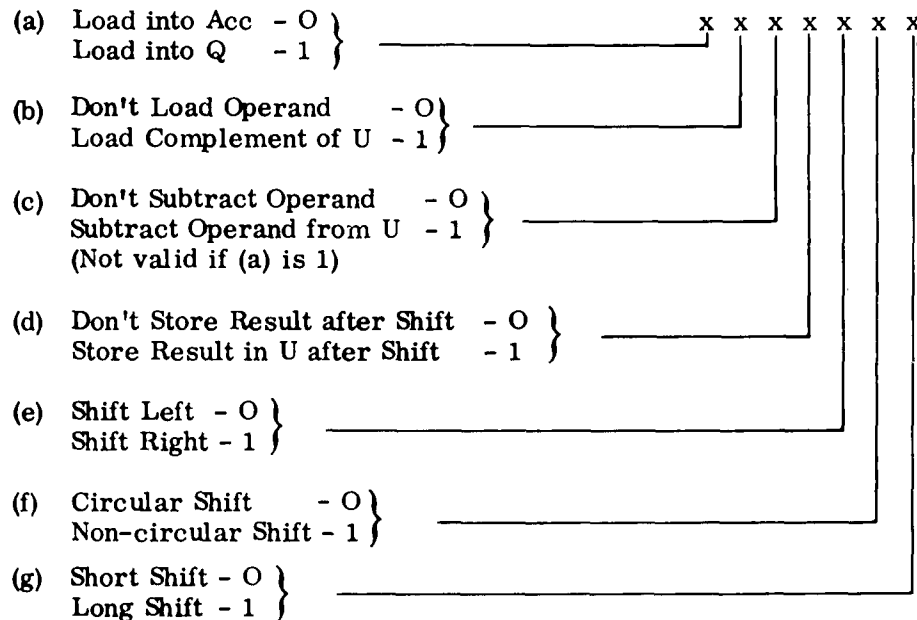 (a) Load into Acc - O
x x x x x x x
Load into Q - 1
(b) Don't Load Operand - O
Load Complement of U - 1
(c) Don't Subtract Operand - O
Subtract Operand from U - 1
(Not valid if (a) is 1)
(d) Don't Store Result after Shift - O
Store Result in U after Shift - 1
(e) Shift Left - O
Shift Right - 1
(f) Circular Shift - O
Non-circular Shift - 1
(g) Short Shift - O
Long Shift - 1